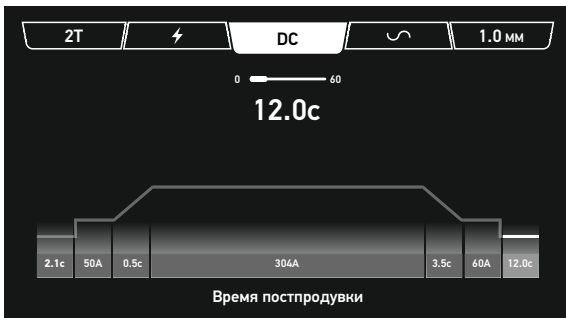 2T DC 1.0 мм
0 60
12.0с
2.1с 50А 0.5с 304А 3.5с 60А 12.0с
Время постпродувки